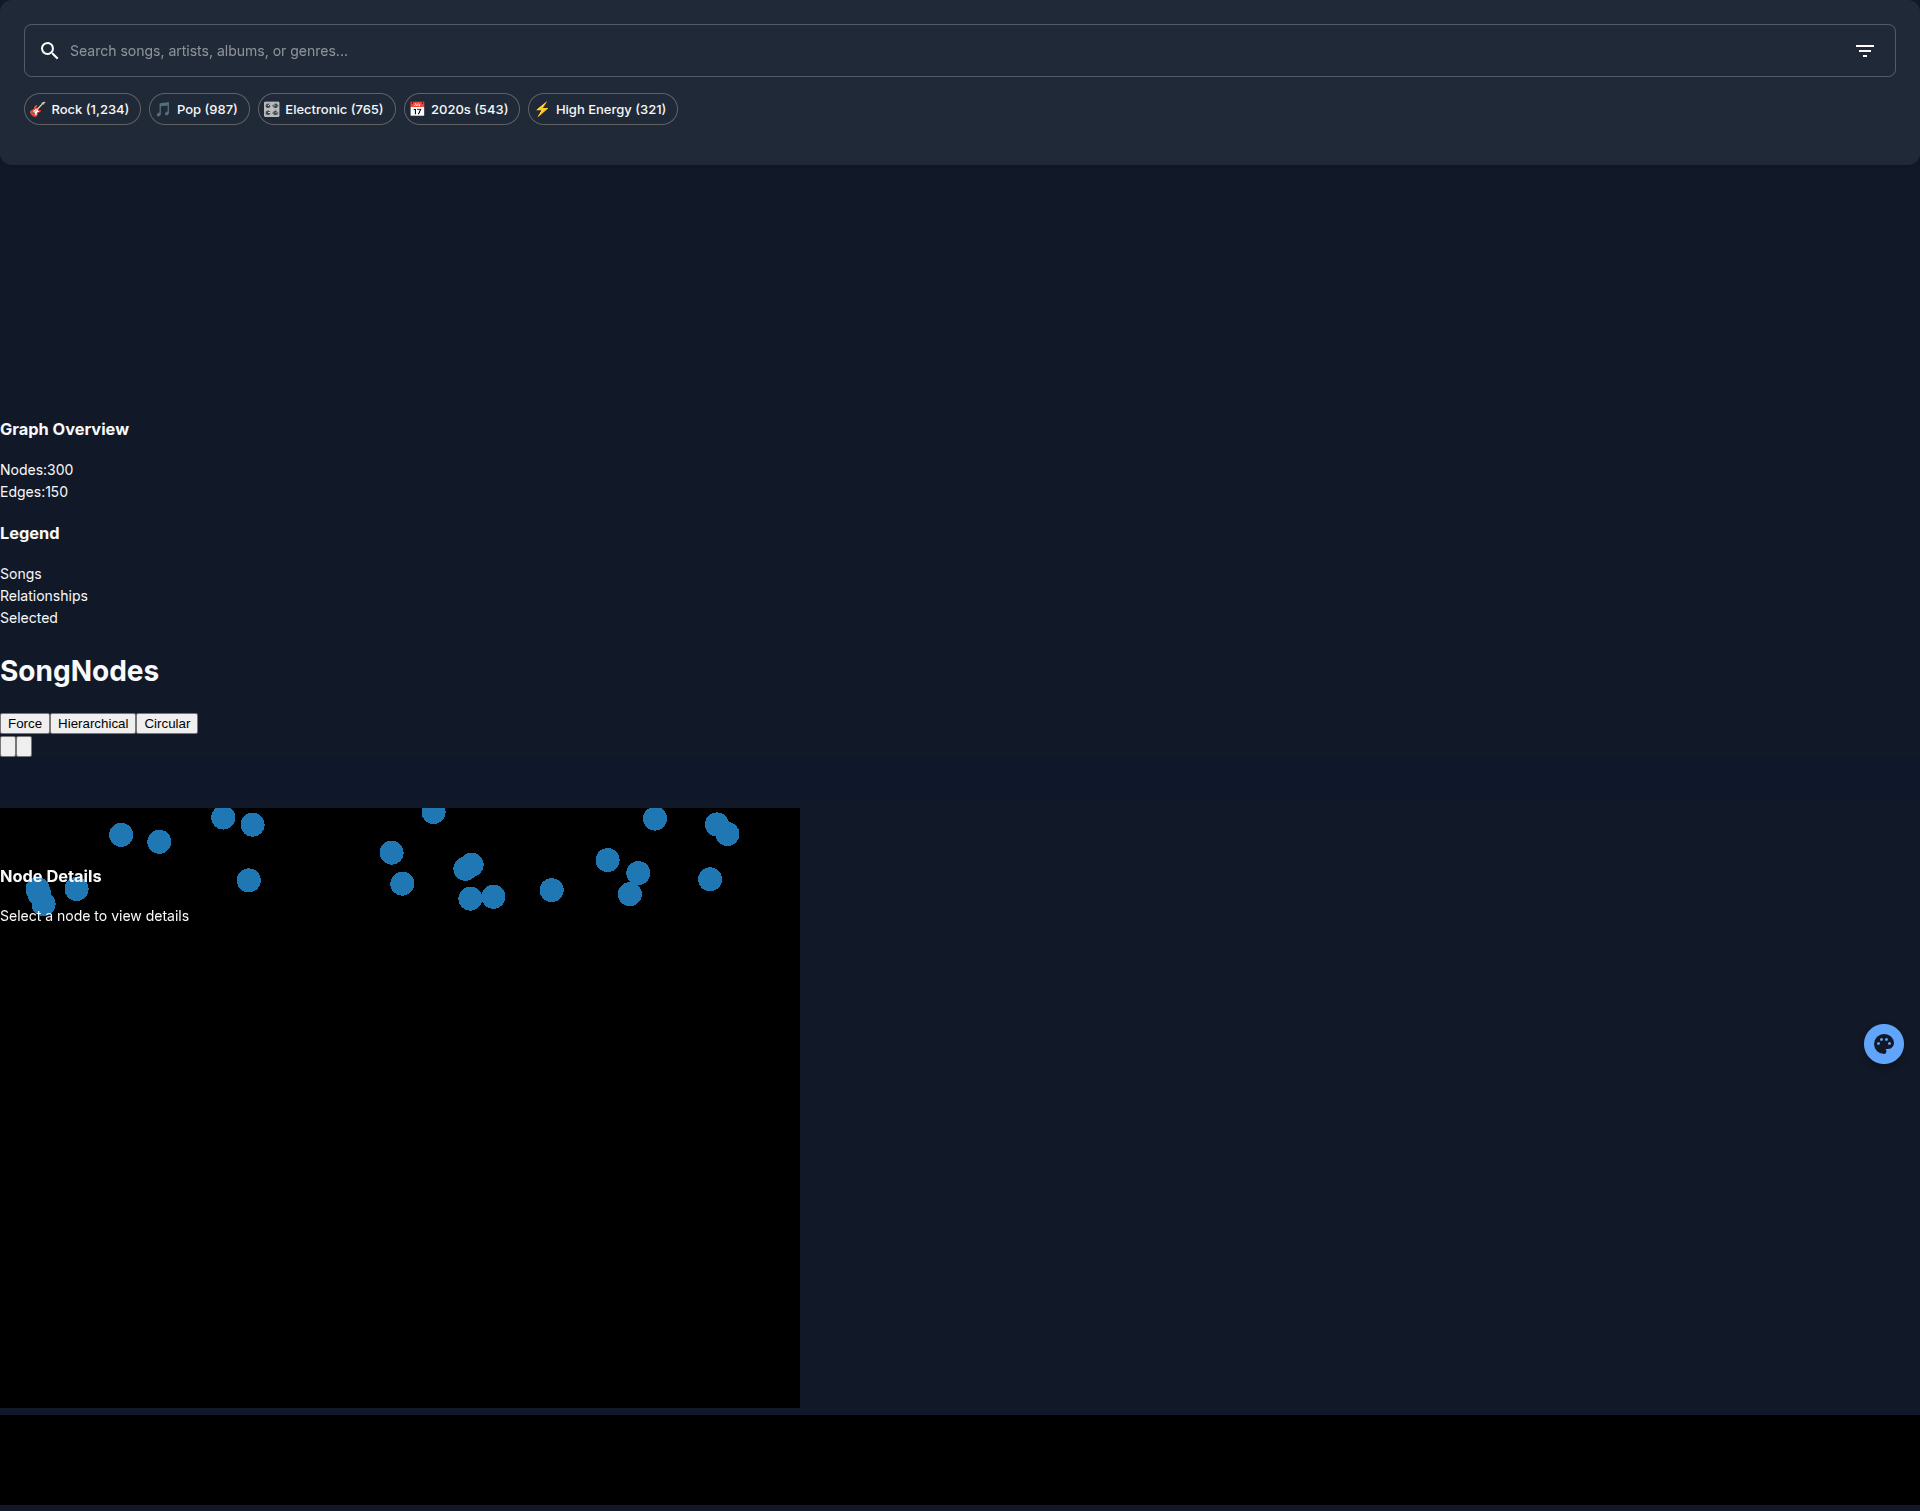 Search songs, artists, albums, or genres...
🎸 Rock (1,234) 🎵 Pop (987) 🎛️ Electronic (765) 📅 2020s (543) ⚡ High Energy (321)
Graph Overview
Nodes:300
Edges:150
Legend
Songs
Relationships
Selected
SongNodes
Force Hierarchical Circular
Node Details
Select a node to view details